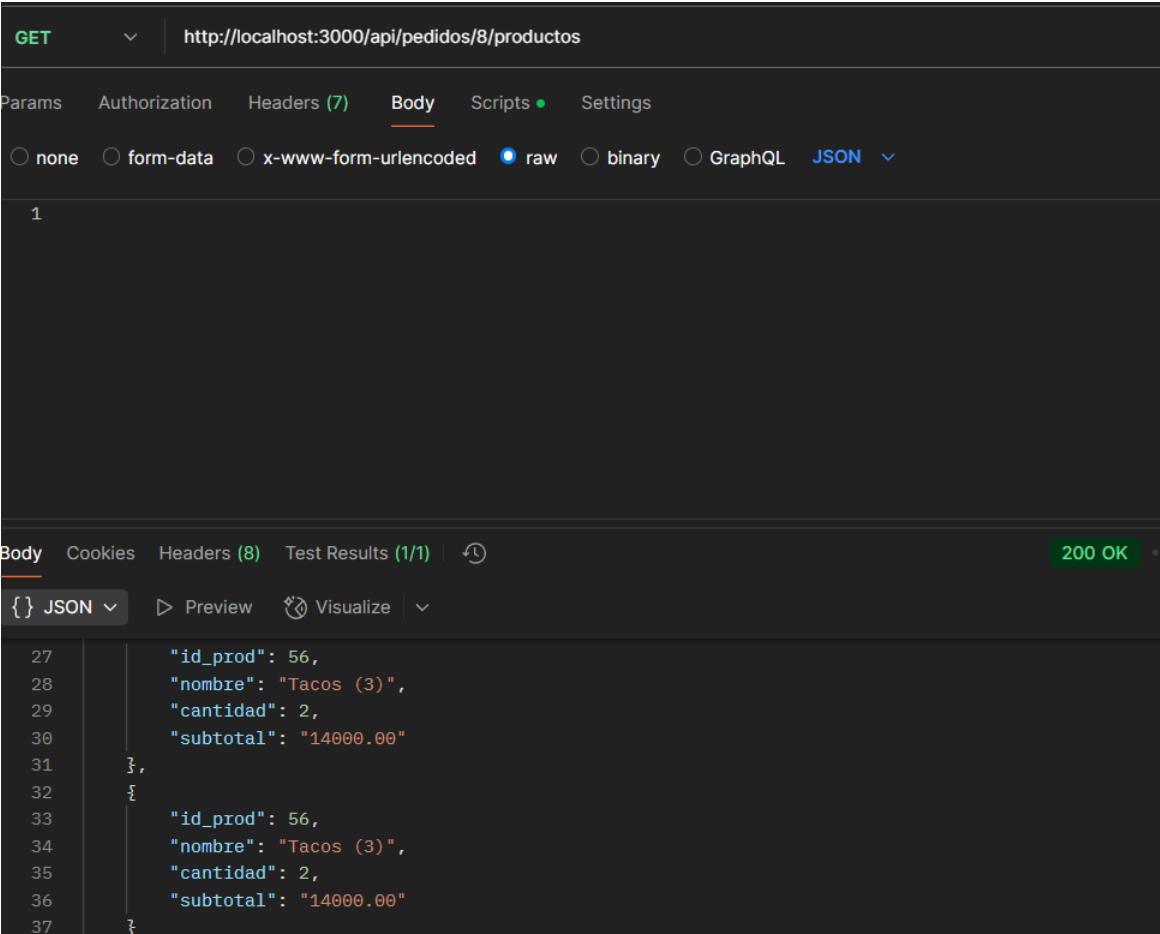 GET http://localhost:3000/api/pedidos/8/productos
Params Authorization Headers (7) Body Scripts Settings
none form-data x-www-form-urlencoded raw binary GraphQL JSON
1
Body Cookies Headers (8) Test Results (1/1) 200 OK
{} JSON Preview Visualize
27 "id_prod": 56,
28 "nombre": "Tacos (3)",
29 "cantidad": 2,
30 "subtotal": "14000.00"
31 },
32 {
33 "id_prod": 56,
34 "nombre": "Tacos (3)",
35 "cantidad": 2,
36 "subtotal": "14000.00"
37 }